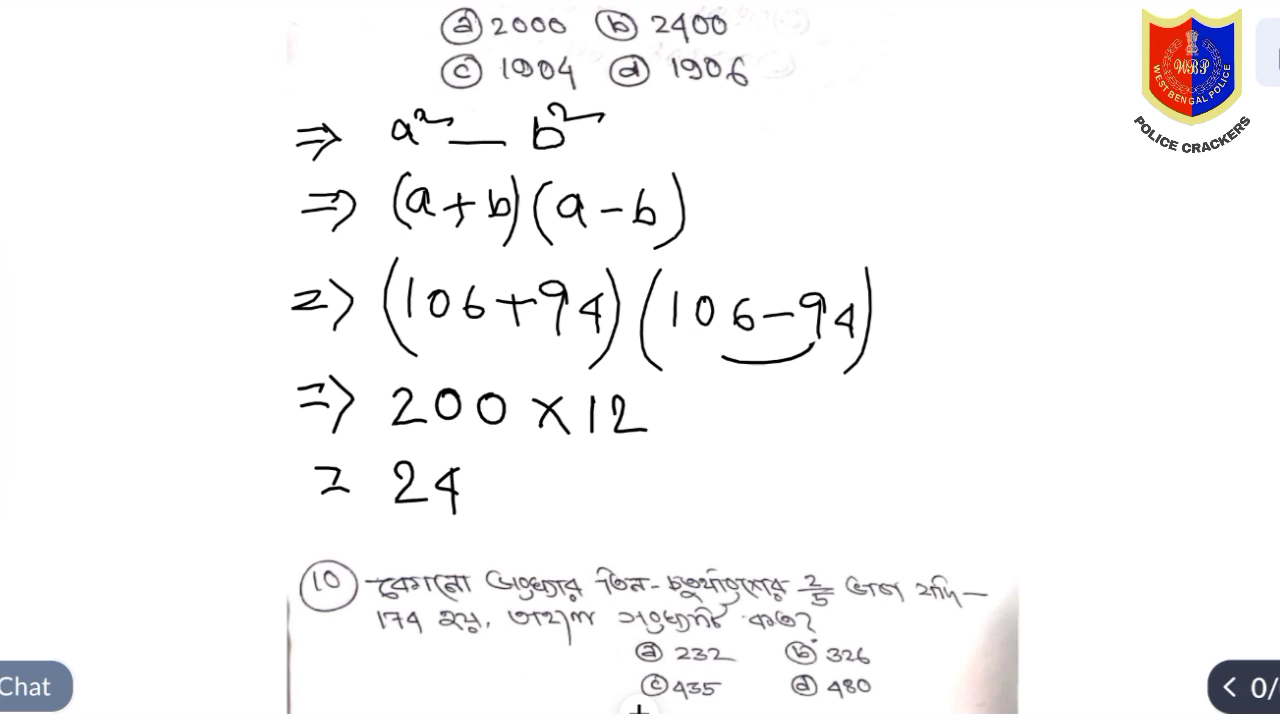 ⓐ 2000 ⓑ 2400
ⓒ 1904 ⓓ 1906
WBP
WEST BENGAL POLICE
POLICE CRACKERS
⇒ a² — b²
⇒ (a+b)(a-b)
=> (106+94)(106-94)
=> 200 × 12
= 24
⑩ কোনো সংখ্যার তিন-চতুর্থাংশের 2/5 অংশ যদি—
174 হয়, তাহলে সংখ্যাটি কত?
ⓐ 232 ⓑ 326
ⓒ 435 ⓓ 480
Chat
< 0/